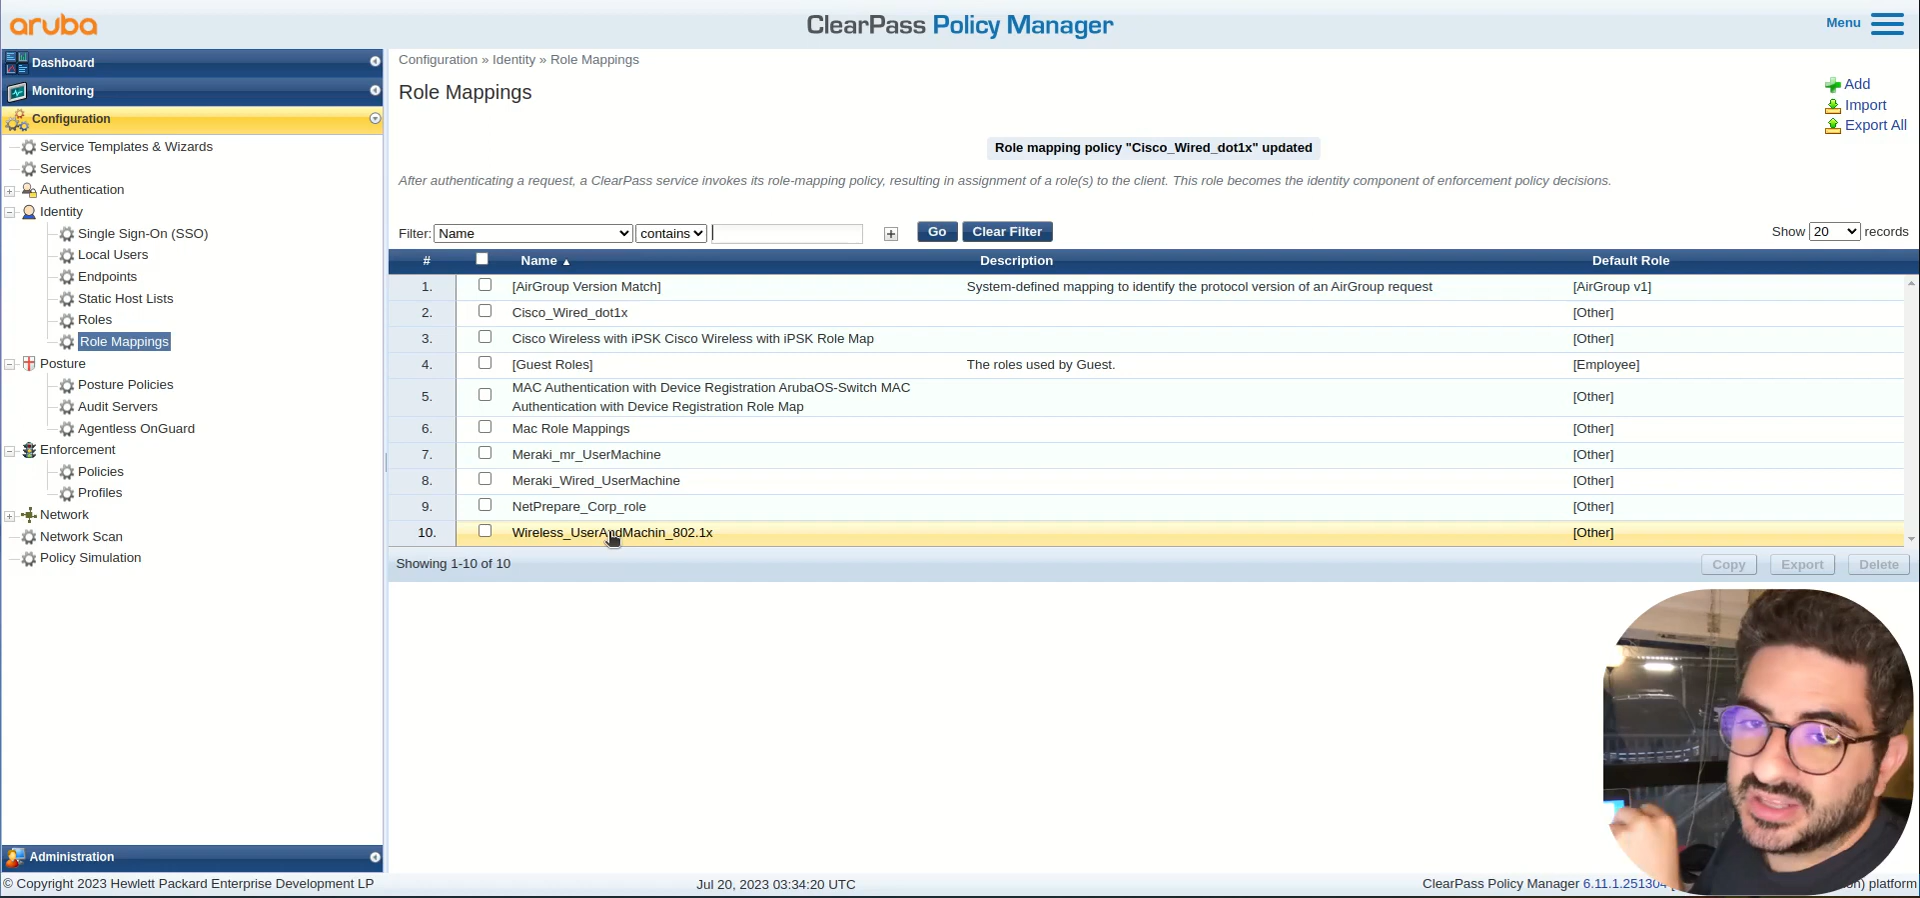 aruba
ClearPass Policy Manager
Menu
Dashboard
Monitoring
Configuration
Service Templates & Wizards
Services
Authentication
Identity
Single Sign-On (SSO)
Local Users
Endpoints
Static Host Lists
Roles
Role Mappings
Posture
Posture Policies
Audit Servers
Agentless OnGuard
Enforcement
Policies
Profiles
Network
Network Scan
Policy Simulation
Administration
Configuration » Identity » Role Mappings
Role Mappings
Add
Import
Export All
Role mapping policy "Cisco_Wired_dot1x" updated
After authenticating a request, a ClearPass service invokes its role-mapping policy, resulting in assignment of a role(s) to the client. This role becomes the identity component of enforcement policy decisions.
Filter: Name contains Go Clear Filter Show 20 records
# Name ▲ Description Default Role
1. [AirGroup Version Match] System-defined mapping to identify the protocol version of an AirGroup request [AirGroup v1]
2. Cisco_Wired_dot1x [Other]
3. Cisco Wireless with iPSK Cisco Wireless with iPSK Role Map [Other]
4. [Guest Roles] The roles used by Guest. [Employee]
5. MAC Authentication with Device Registration ArubaOS-Switch MAC
Authentication with Device Registration Role Map [Other]
6. Mac Role Mappings [Other]
7. Meraki_mr_UserMachine [Other]
8. Meraki_Wired_UserMachine [Other]
9. NetPrepare_Corp_role [Other]
10. Wireless_UserAndMachin_802.1x [Other]
Showing 1-10 of 10 Copy Export Delete
© Copyright 2023 Hewlett Packard Enterprise Development LP Jul 20, 2023 03:34:20 UTC ClearPass Policy Manager 6.11.1.251304 platform